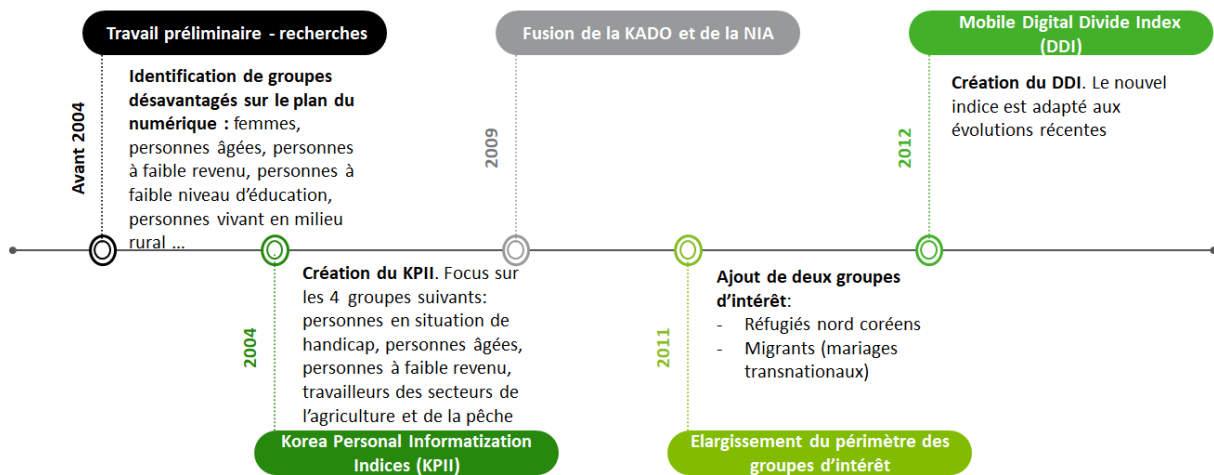 Travail préliminaire - recherches
Avant 2004
Identification de groupes
désavantagés sur le plan du
numérique : femmes,
personnes âgées, personnes
à faible revenu, personnes à
faible niveau d’éducation,
personnes vivant en milieu
rural ...
2004
Création du KPII. Focus sur
les 4 groupes suivants:
personnes en situation de
handicap, personnes âgées,
personnes à faible revenu,
travailleurs des secteurs de
l’agriculture et de la pêche
Korea Personal Informatization
Indices (KPII)
Fusion de la KADO et de la NIA
2009
2011
Ajout de deux groupes
d’intérêt:
- Réfugiés nord coréens
- Migrants (mariages
transnationaux)
Elargissement du périmètre des
groupes d’intérêt
Mobile Digital Divide Index
(DDI)
2012
Création du DDI. Le nouvel
indice est adapté aux
évolutions récentes